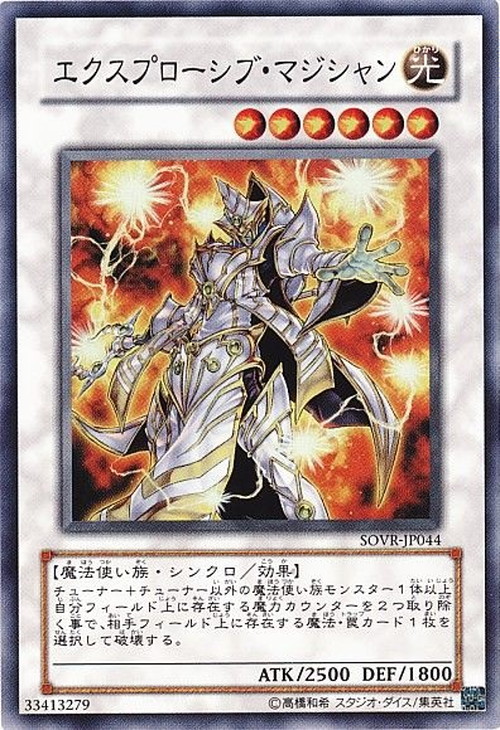 エクスプローシブ・マジシャン
ひかり
光
SOVR-JP044
【魔法使い族・シンクロ/効果】
チューナー+チューナー以外の魔法使い族モンスター1体以上
自分フィールド上に存在する魔力カウンターを2つ取り除
く事で、相手フィールド上に存在する魔法・罠カード1枚を
選択して破壊する。
ATK/2500 DEF/1800
33413279
©高橋和希 スタジオ・ダイス/集英社